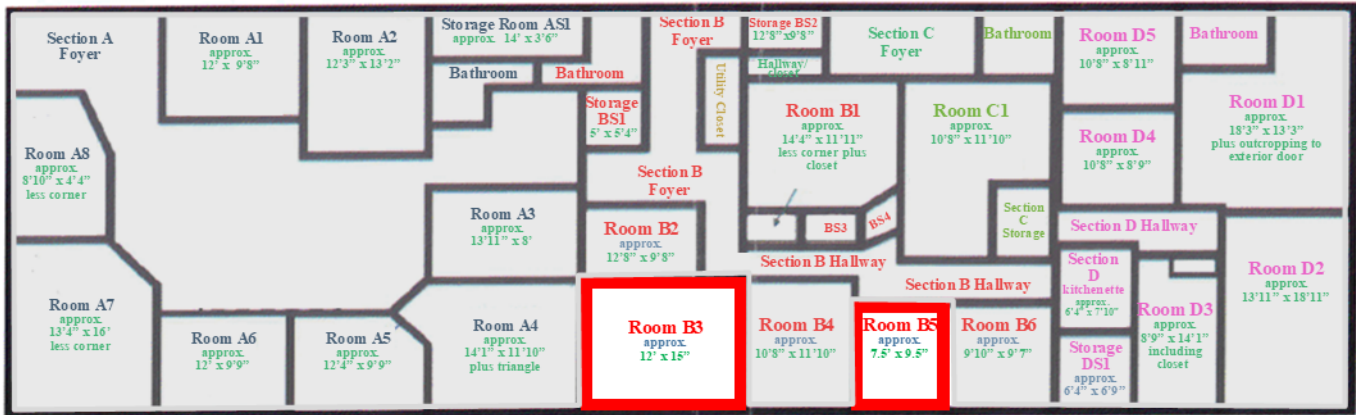 Section A
Foyer
Room A1
approx.
12' x 9'8"
Room A2
approx.
12'3" x 13'2"
Storage Room AS1
approx. 14' x 3'6"
Bathroom
Bathroom
Storage
BS1
5' x 5'4"
Section B
Foyer
Utility Closet
Storage BS2
12'8"x9'8"
Hallway/
closet
Section C
Foyer
Bathroom
Room D5
approx.
10'8" x 8'11"
Bathroom
Room A8
approx.
8'10" x 4'4"
less corner
Room B1
approx.
14'4" x 11'11"
less corner plus
closet
Room C1
approx.
10'8" x 11'10"
Room D4
approx.
10'8" x 8'9"
Room D1
approx.
18'3" x 13'3"
plus outcropping to
exterior door
Section B
Foyer
Room A3
approx.
13'11" x 8'
Room B2
approx.
12'8" x 9'8"
BS3
BS4
Section
C
Storage
Section D Hallway
Section B Hallway
Section B Hallway
Room A7
approx.
13'4" x 16'
less corner
Room A6
approx.
12' x 9'9"
Room A5
approx.
12'4" x 9'9"
Room A4
approx.
14'1" x 11'10"
plus triangle
Room B3
approx.
12' x 15"
Room B4
approx.
10'8" x 11'10"
Room B5
approx.
7.5' x 9.5"
Room B6
approx.
9'10" x 9'7"
Section
D
kitchenette
approx.
6'4" x 7'10"
Storage
DS1
approx.
6'4" x 6'9"
Room D3
approx.
8'9" x 14'1"
including
closet
Room D2
approx.
13'11" x 18'11"